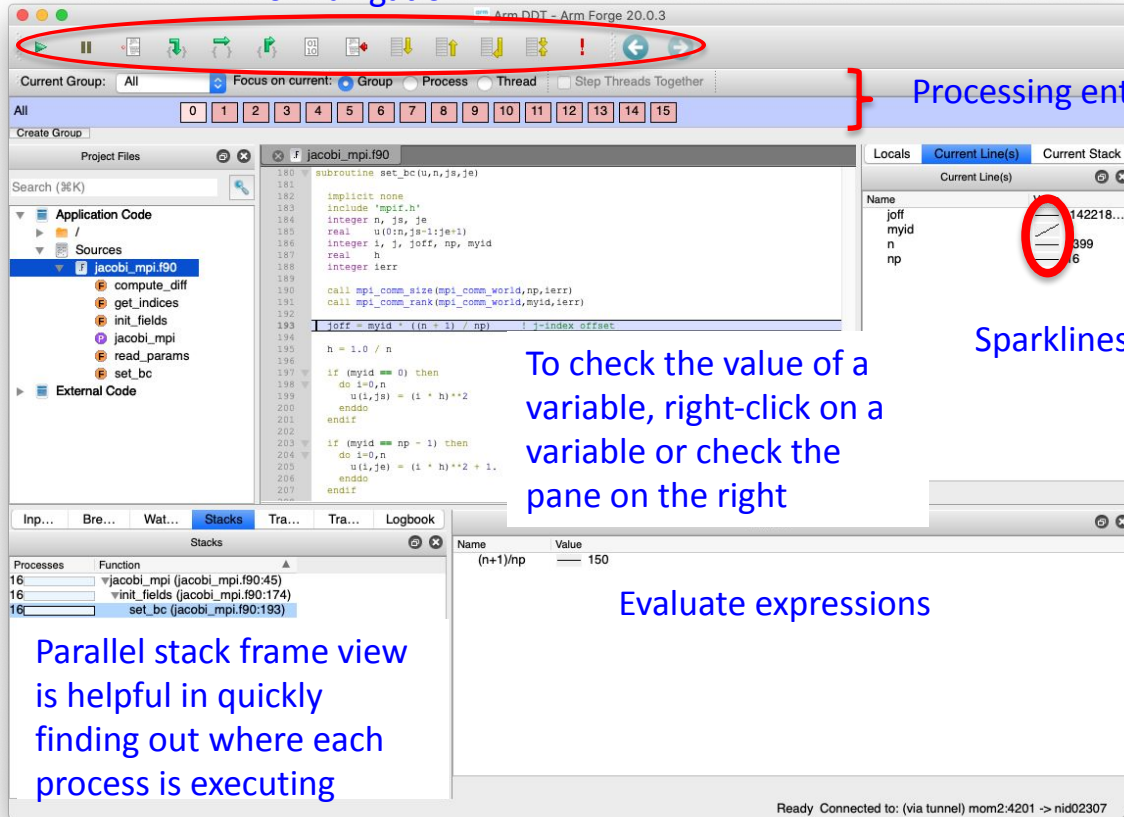 Arm DDT - Arm Forge 20.0.3
Current Group: All Focus on current: Group Process Thread Step Threads Together
Processing ent
All 0 1 2 3 4 5 6 7 8 9 10 11 12 13 14 15
Create Group
Project Files
Search (⌘K)
Application Code
/
Sources
jacobi_mpi.f90
compute_diff
get_indices
init_fields
jacobi_mpi
read_params
set_bc
External Code
jacobi_mpi.f90
180 subroutine set_bc(u,n,js,je)
181
182 implicit none
183 include 'mpif.h'
184 integer n, js, je
185 real u(0:n,js-1:je+1)
186 integer i, j, joff, np, myid
187 real h
188 integer ierr
189
190 call mpi_comm_size(mpi_comm_world,np,ierr)
191 call mpi_comm_rank(mpi_comm_world,myid,ierr)
192
193 joff = myid * ((n + 1) / np) ! j-index offset
194
195 h = 1.0 / n
196
197 if (myid == 0) then
198 do i=0,n
199 u(i,js) = (i * h)**2
200 enddo
201 endif
202
203 if (myid == np - 1) then
204 do i=0,n
205 u(i,je) = (i * h)**2 + 1.
206 enddo
207 endif
Locals Current Line(s) Current Stack
Current Line(s)
Name
joff 142218...
myid
n 399
np 16
Sparklines
To check the value of a
variable, right-click on a
variable or check the
pane on the right
Inp... Bre... Wat... Stacks Tra... Tra... Logbook
Stacks
Processes Function
16 jacobi_mpi (jacobi_mpi.f90:45)
16 init_fields (jacobi_mpi.f90:174)
16 set_bc (jacobi_mpi.f90:193)
Parallel stack frame view
is helpful in quickly
finding out where each
process is executing
Name Value
(n+1)/np 150
Evaluate expressions
Ready Connected to: (via tunnel) mom2:4201 -> nid02307